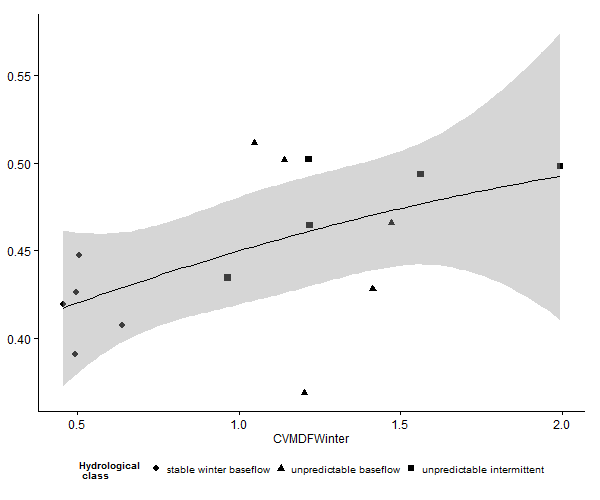 0.55
0.50
0.45
0.40
0.5 1.0 1.5 2.0
CVMDFWinter
Hydrological
class
stable winter baseflow unpredictable baseflow unpredictable intermittent